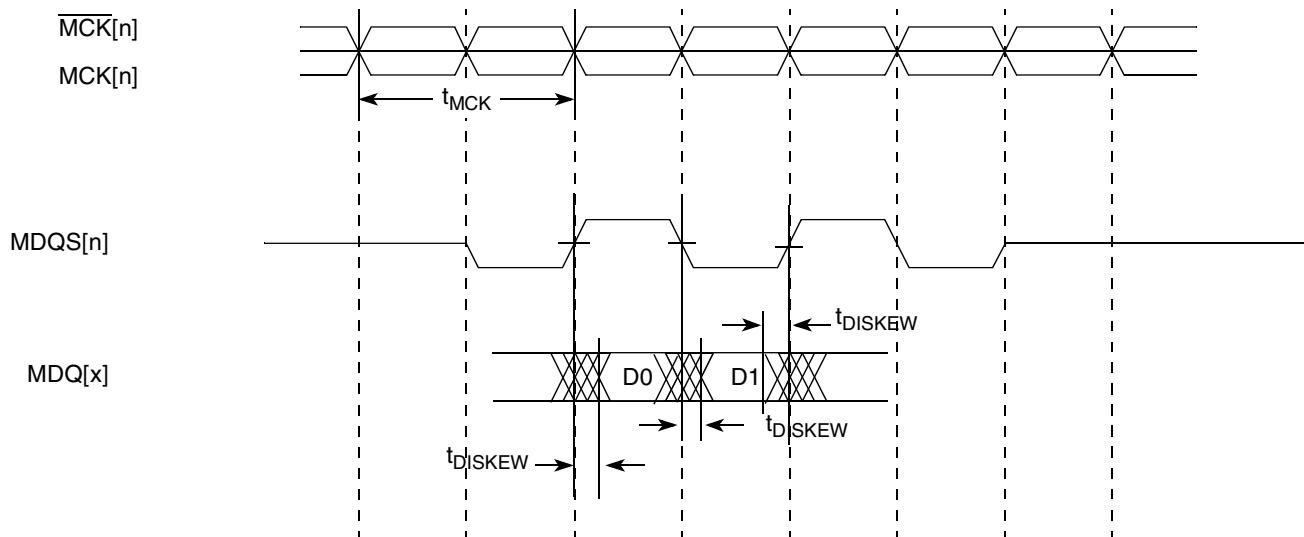 MCK[n]
MCK[n]
tMCK
MDQS[n]
tDISKEW
MDQ[x]
D0
D1
tDISKEW
tDISKEW